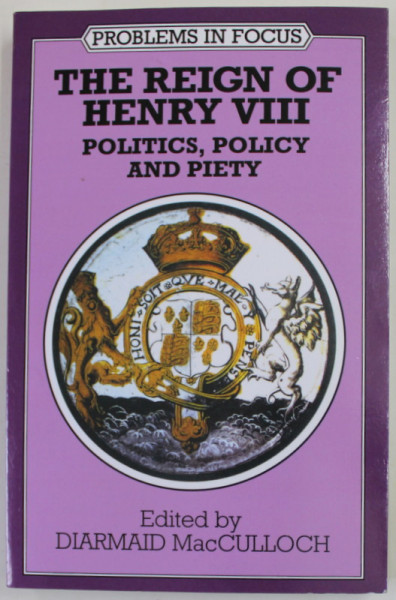 PROBLEMS IN FOCUS
THE REIGN OF
HENRY VIII
POLITICS, POLICY
AND PIETY
HONI · SOIT · QVE · MAL · Y · PENS
Edited by
DIARMAID MacCULLOCH